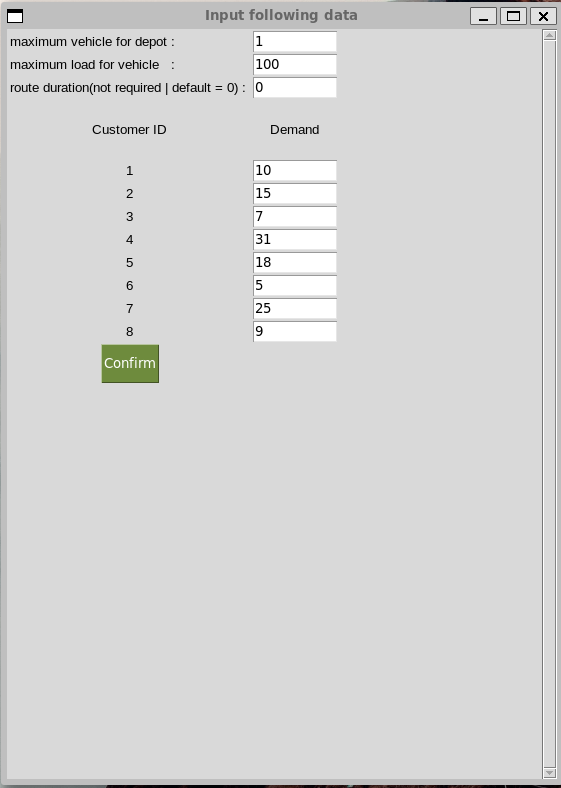 Input following data
maximum vehicle for depot : 1
maximum load for vehicle : 100
route duration(not required | default = 0) : 0
Customer ID Demand
1 10
2 15
3 7
4 31
5 18
6 5
7 25
8 9
Confirm